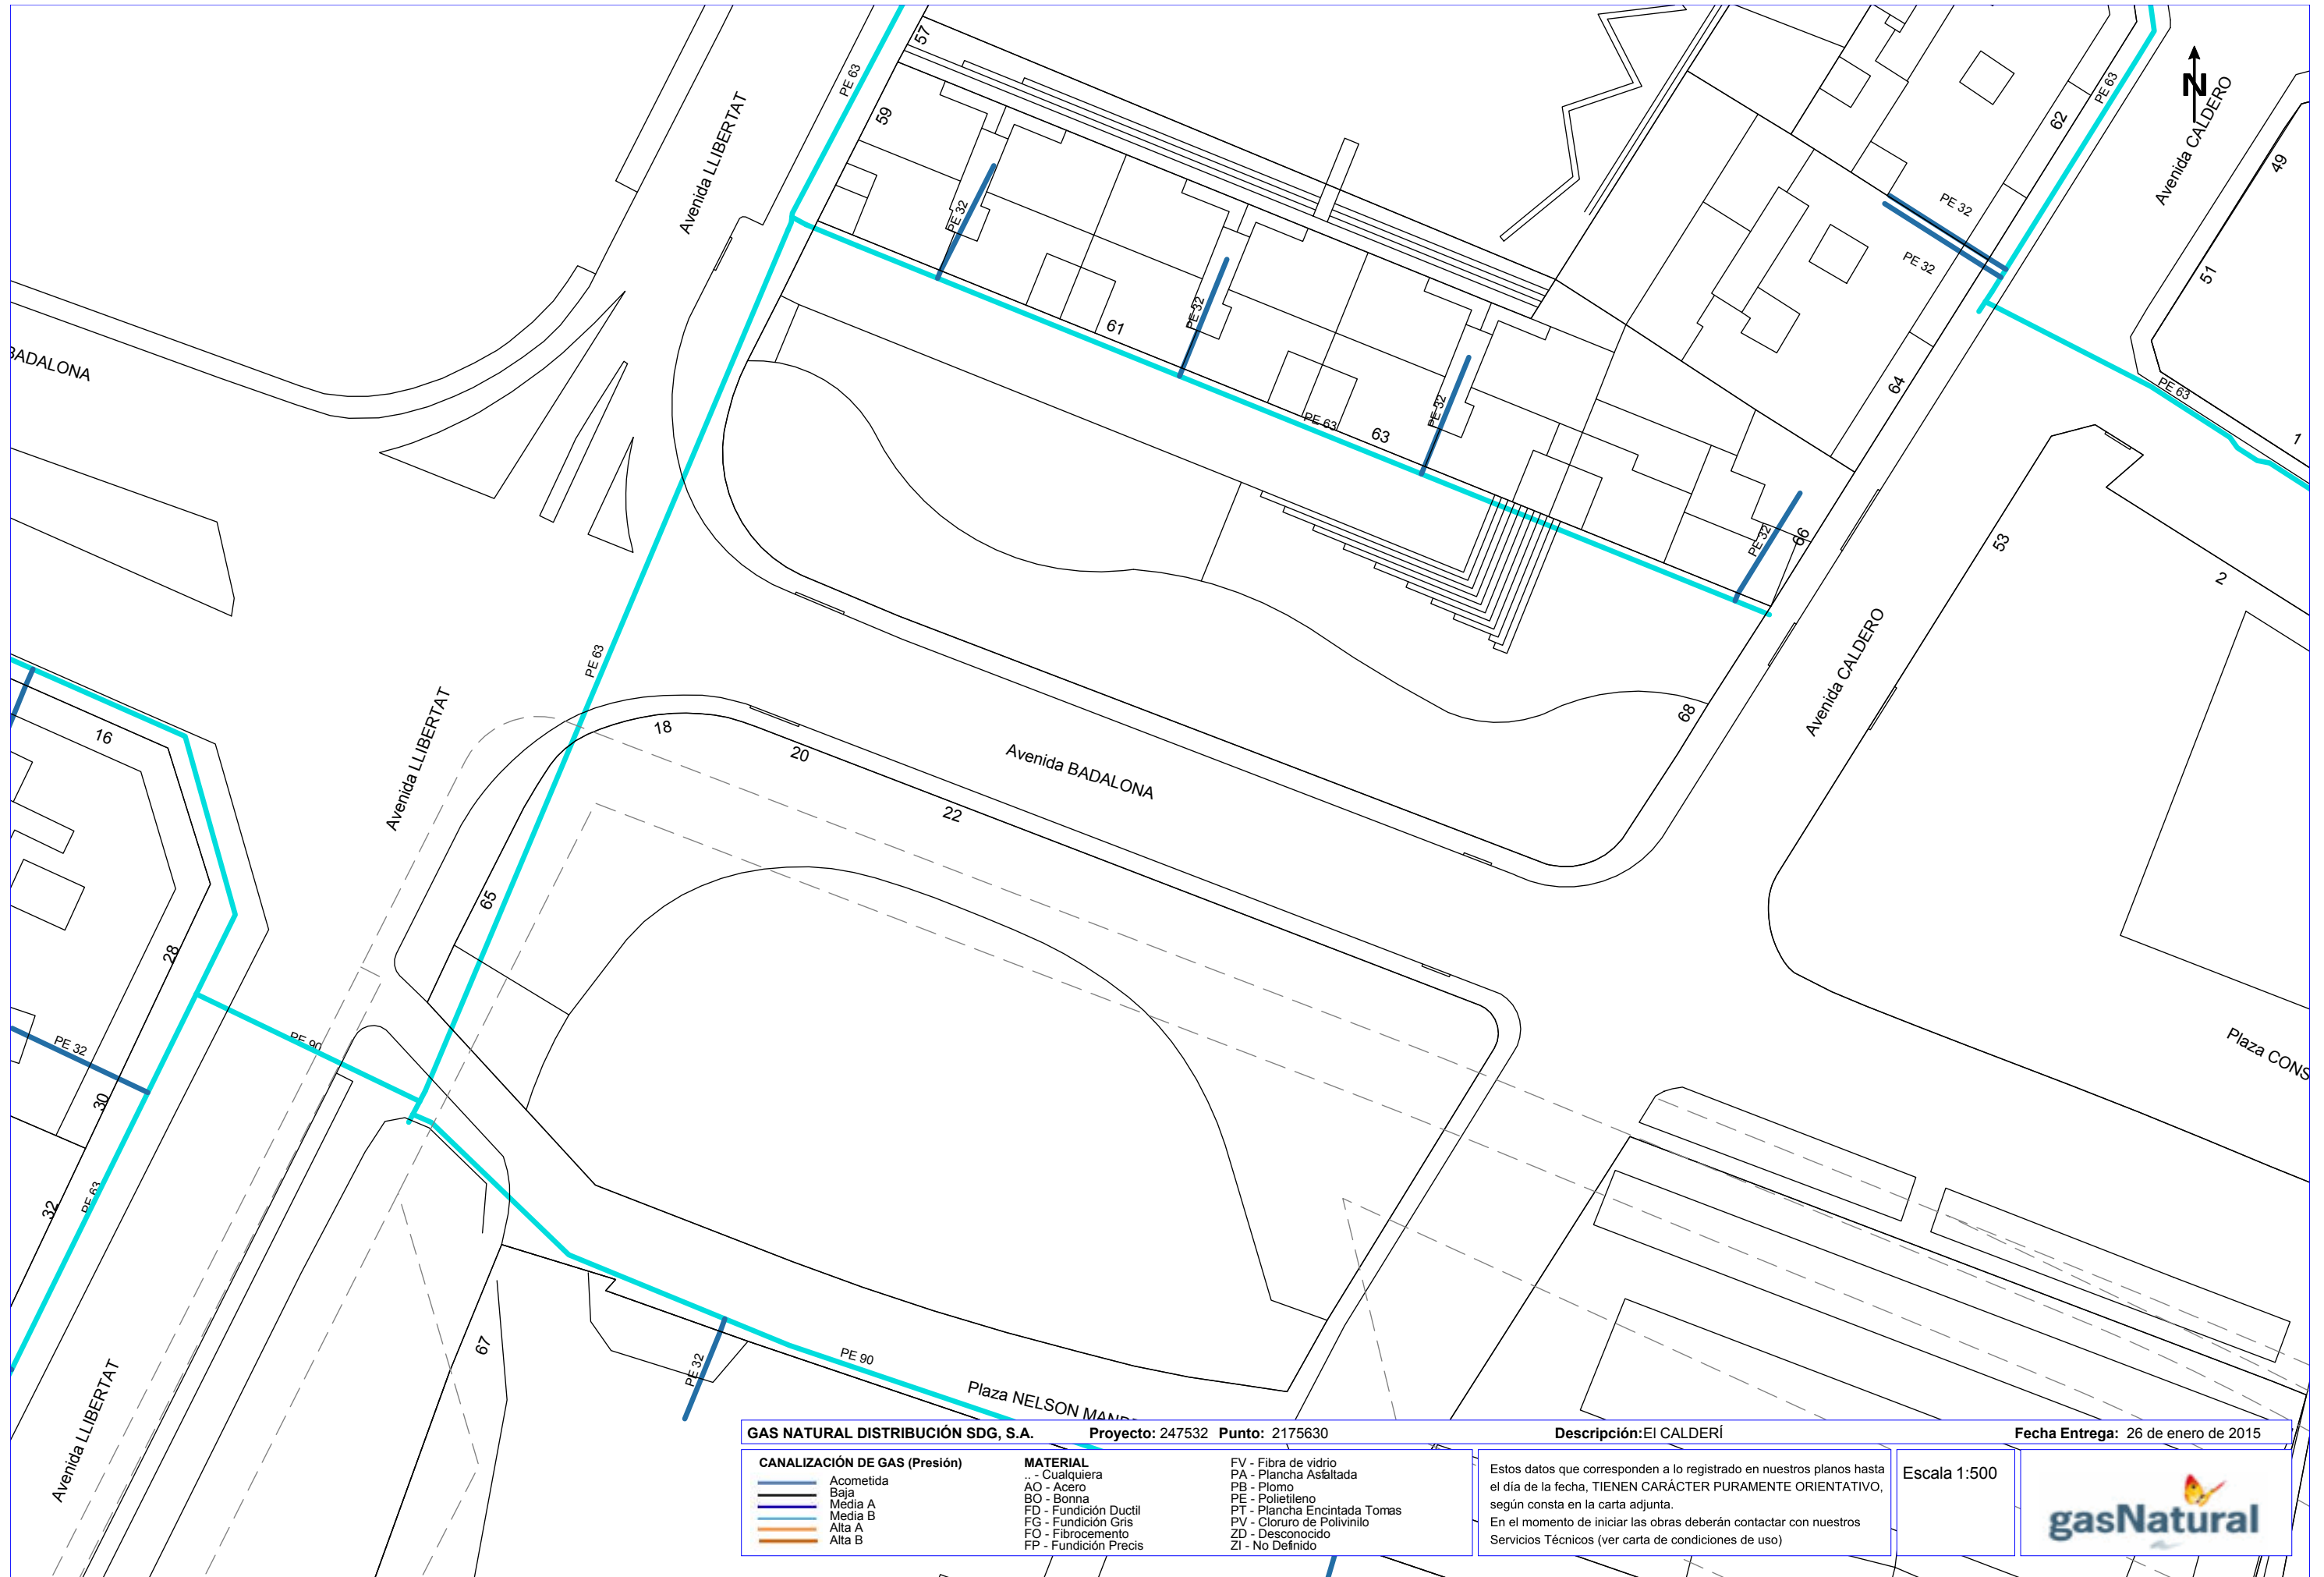 57
PE 63
59
Avenida LLIBERTAT
PE 32
62
PE 63
N
Avenida CALDERO
49
51
PE 32
PE 32
PE 32
61
BADALONA
PE 32
PE 63
63
64
PE 63
1
PE 32
66
53
2
PE 63
Avenida LLIBERTAT
16
18
20
Avenida BADALONA
22
68
Avenida CALDERO
65
28
PE 32
PE 90
30
32
PE 63
Plaza CONS
67
PE 32
PE 90
Plaza NELSON
Avenida LLIBERTAT
GAS NATURAL DISTRIBUCIÓN SDG, S.A. Proyecto: 247532 Punto: 2175630 Descripción:El CALDERÍ Fecha Entrega: 26 de enero de 2015
CANALIZACIÓN DE GAS (Presión)
Acometida
Baja
Media A
Media B
Alta A
Alta B
MATERIAL
.. - Cualquiera
AO - Acero
BO - Bonna
FD - Fundición Ductil
FG - Fundición Gris
FO - Fibrocemento
FP - Fundición Precis
FV - Fibra de vidrio
PA - Plancha Asfaltada
PB - Plomo
PE - Polietileno
PT - Plancha Encintada Tomas
PV - Cloruro de Polivinilo
ZD - Desconocido
ZI - No Definido
Estos datos que corresponden a lo registrado en nuestros planos hasta
el día de la fecha, TIENEN CARÁCTER PURAMENTE ORIENTATIVO,
según consta en la carta adjunta.
En el momento de iniciar las obras deberán contactar con nuestros
Servicios Técnicos (ver carta de condiciones de uso)
Escala 1:500
gasNatural